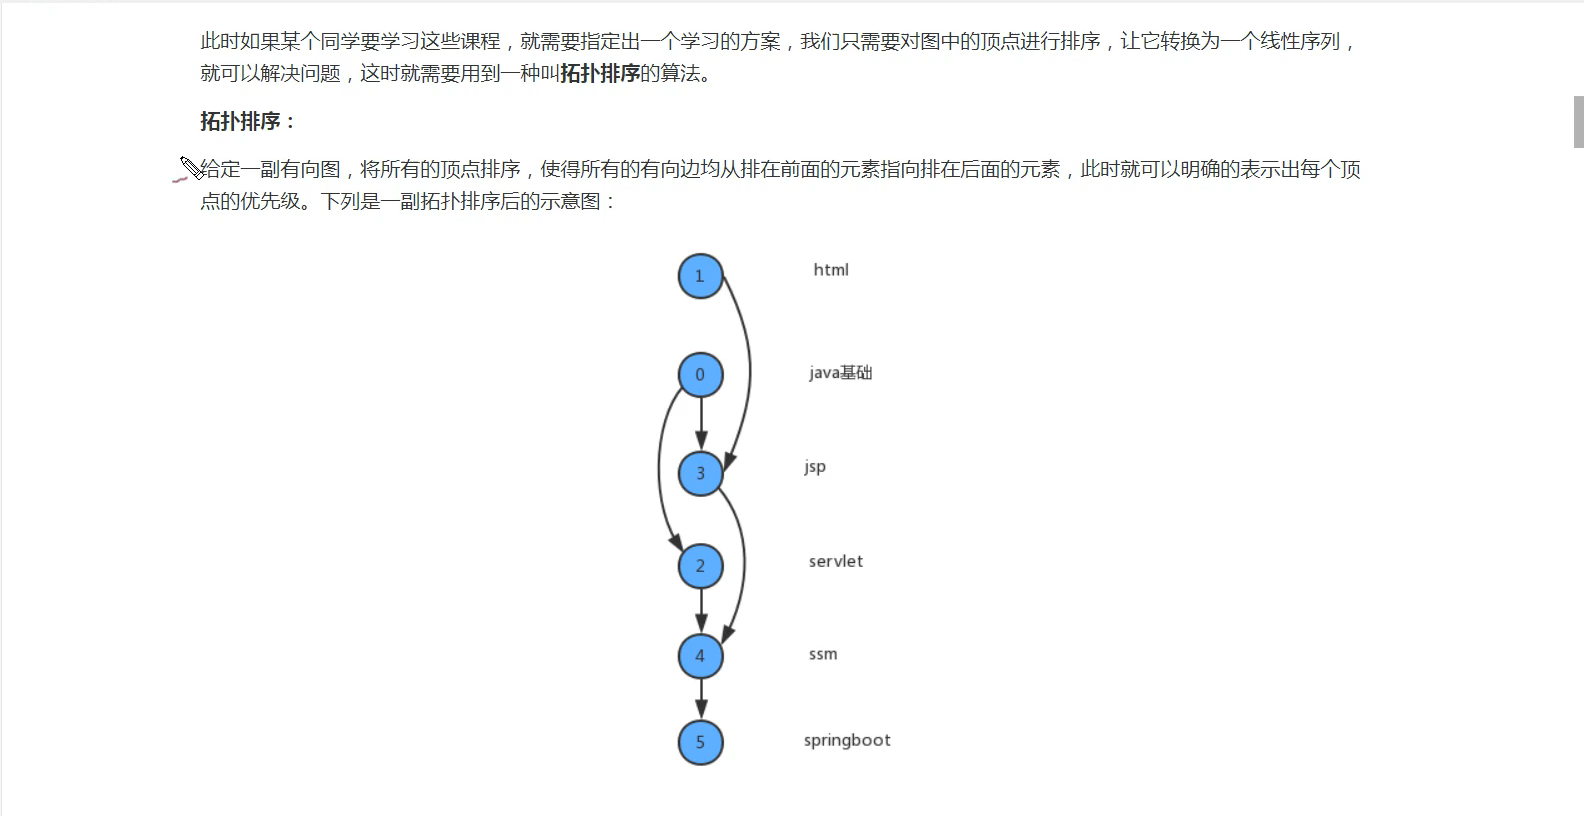 此时如果某个同学要学习这些课程，就需要指定出一个学习的方案，我们只需要对图中的顶点进行排序，让它转换为一个线性序列，
就可以解决问题，这时就需要用到一种叫拓扑排序的算法。
拓扑排序：
给定一副有向图，将所有的顶点排序，使得所有的有向边均从排在前面的元素指向排在后面的元素，此时就可以明确的表示出每个顶
点的优先级。下列是一副拓扑排序后的示意图：
1 html
0 java基础
3 jsp
2 servlet
4 ssm
5 springboot